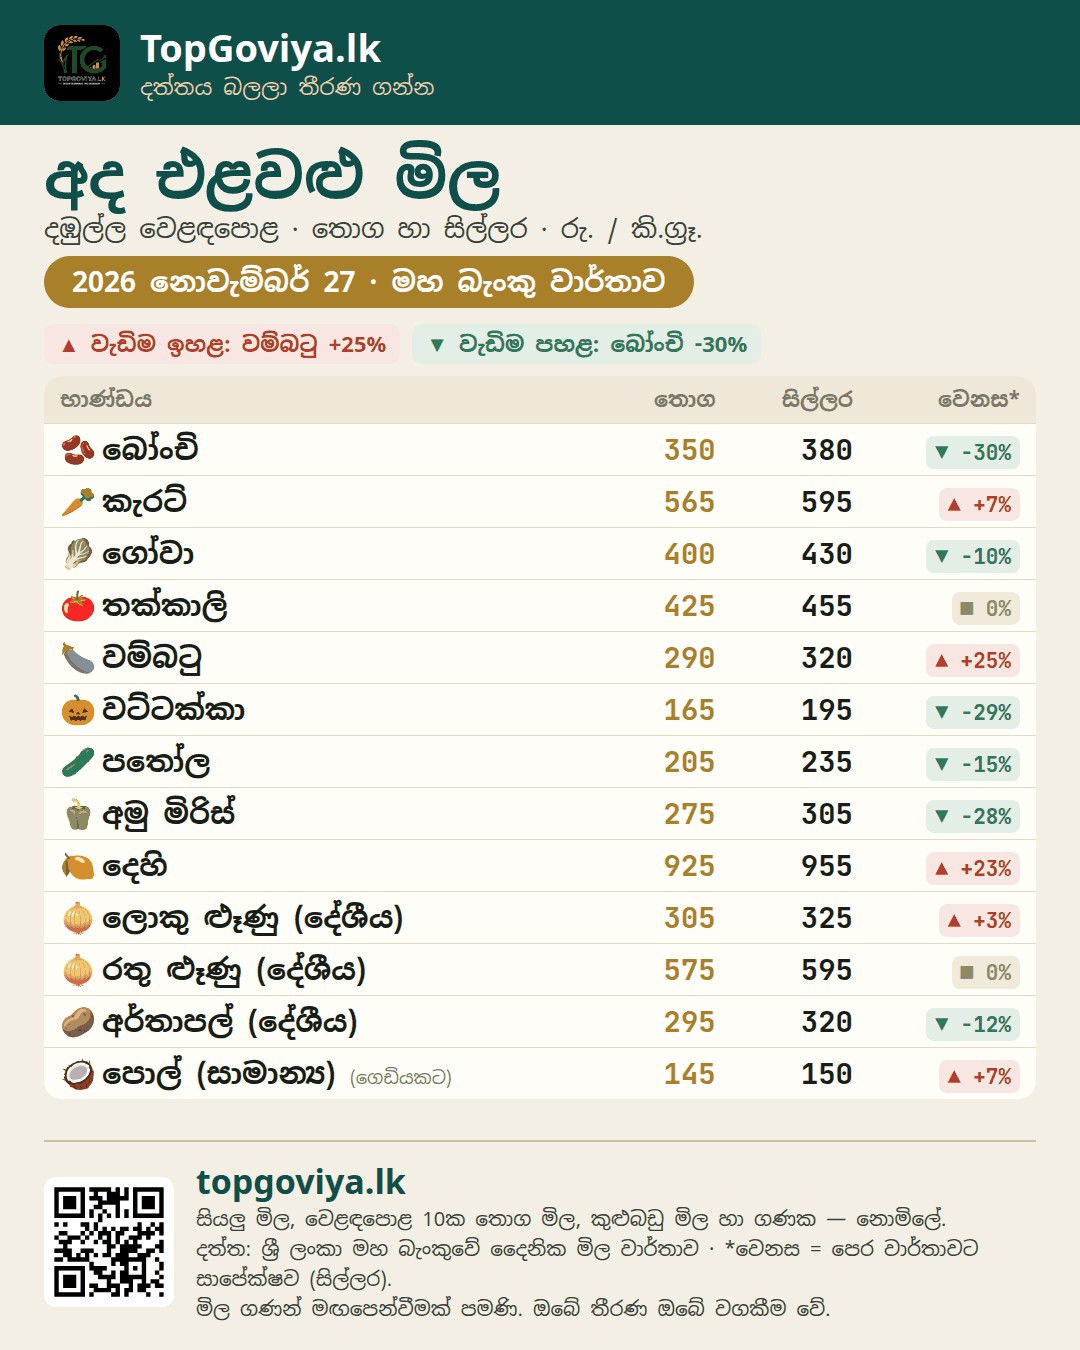 TG
TOPGOVIYA.LK
TopGoviya.lk
දත්තය බලලා තීරණ ගන්න
අද එළවළු මිල
දඹුල්ල වෙළඳපොළ · තොග හා සිල්ලර · රු. / කි.ග්‍රෑ.
2026 නොවැම්බර් 27 · මහ බැංකු වාර්තාව
▲ වැඩිම ඉහළ: වම්බටු +25% ▼ වැඩිම පහළ: බෝංචි -30%
භාණ්ඩය තොග සිල්ලර වෙනස*
බෝංචි 350 380 ▼ -30%
කැරට් 565 595 ▲ +7%
ගෝවා 400 430 ▼ -10%
තක්කාලි 425 455 ■ 0%
වම්බටු 290 320 ▲ +25%
වට්ටක්කා 165 195 ▼ -29%
පතෝල 205 235 ▼ -15%
අමු මිරිස් 275 305 ▼ -28%
දෙහි 925 955 ▲ +23%
ලොකු ළූණු (දේශීය) 305 325 ▲ +3%
රතු ළූණු (දේශීය) 575 595 ■ 0%
අර්තාපල් (දේශීය) 295 320 ▼ -12%
පොල් (සාමාන්‍ය) (ගෙඩියකට) 145 150 ▲ +7%
topgoviya.lk
සියලු මිල, වෙළඳපොළ 10ක තොග මිල, කුළුබඩු මිල හා ගණක — නොමිලේ.
දත්ත: ශ්‍රී ලංකා මහ බැංකුවේ දෛනික මිල වාර්තාව · *වෙනස = පෙර වාර්තාවට
සාපේක්ෂව (සිල්ලර).
මිල ගණන් මඟපෙන්වීමක් පමණි. ඔබේ තීරණ ඔබේ වගකීම වේ.